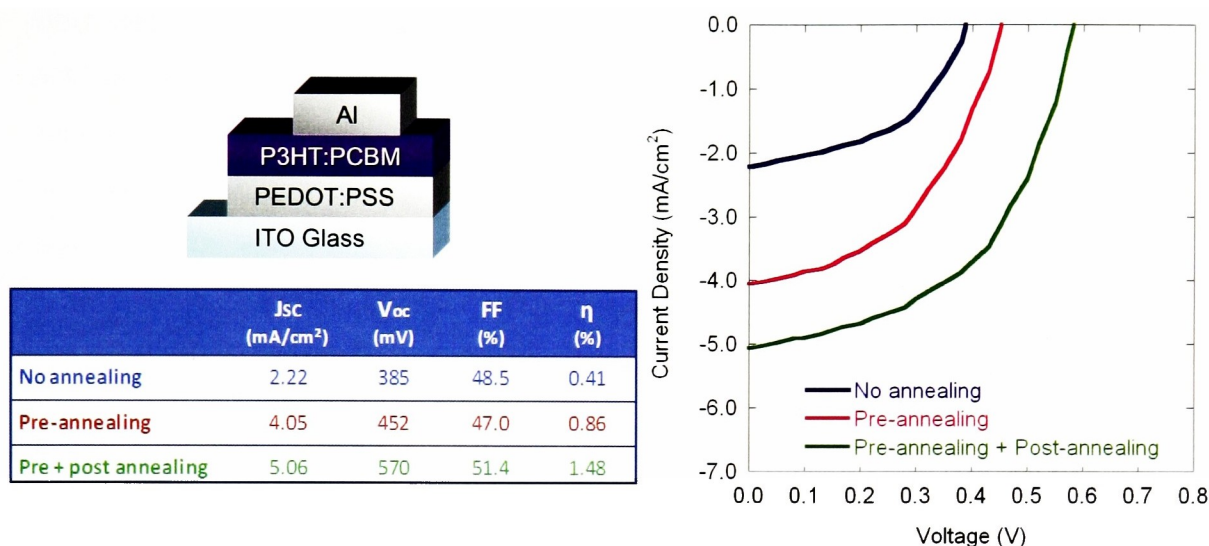 Al
P3HT:PCBM
PEDOT:PSS
ITO Glass
Jsc Voc FF η
(mA/cm²) (mV) (%) (%)
No annealing 2.22 385 48.5 0.41
Pre-annealing 4.05 452 47.0 0.86
Pre + post annealing 5.06 570 51.4 1.48
Current Density (mA/cm²)
0.0
-1.0
-2.0
-3.0
-4.0
-5.0
-6.0
-7.0
No annealing
Pre-annealing
Pre-annealing + Post-annealing
0.0 0.1 0.2 0.3 0.4 0.5 0.6 0.7 0.8
Voltage (V)